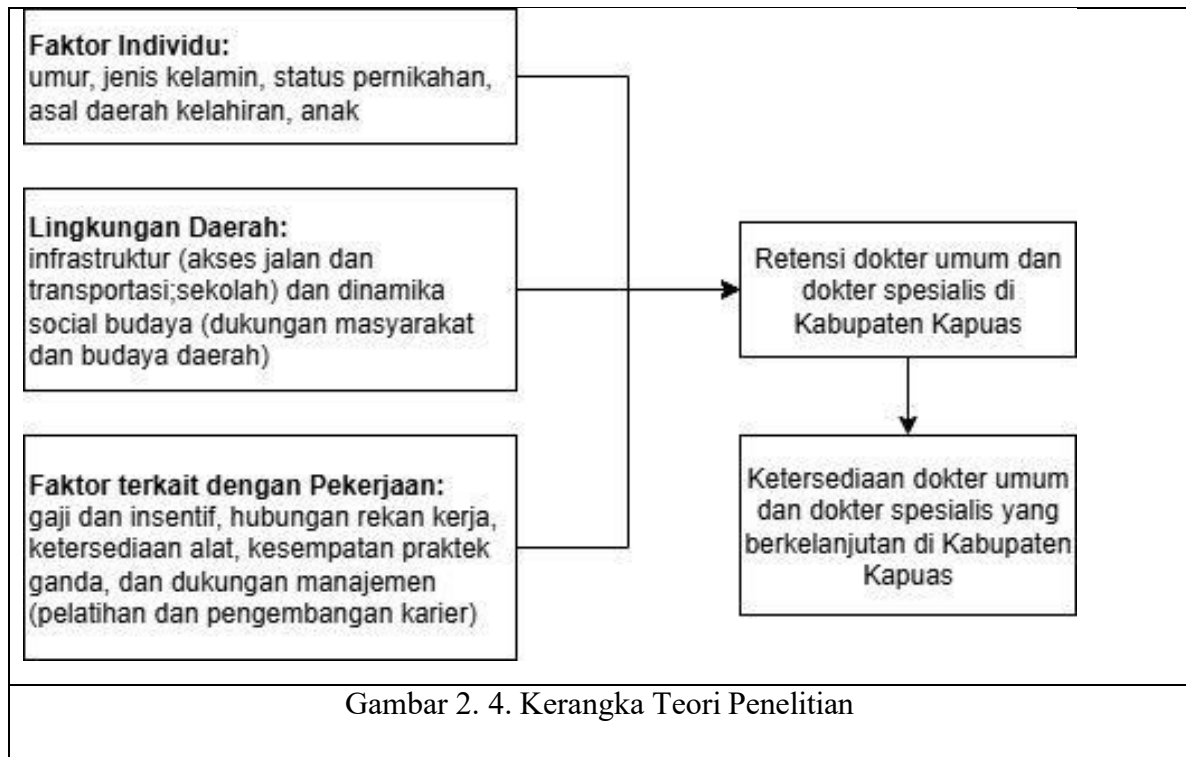 Faktor Individu:
umur, jenis kelamin, status pernikahan,
asal daerah kelahiran, anak
Lingkungan Daerah:
infrastruktur (akses jalan dan
transportasi;sekolah) dan dinamika
social budaya (dukungan masyarakat
dan budaya daerah)
Faktor terkait dengan Pekerjaan:
gaji dan insentif, hubungan rekan kerja,
ketersediaan alat, kesempatan praktek
ganda, dan dukungan manajemen
(pelatihan dan pengembangan karier)
Retensi dokter umum dan
dokter spesialis di
Kabupaten Kapuas
Ketersediaan dokter umum
dan dokter spesialis yang
berkelanjutan di Kabupaten
Kapuas
Gambar 2. 4. Kerangka Teori Penelitian